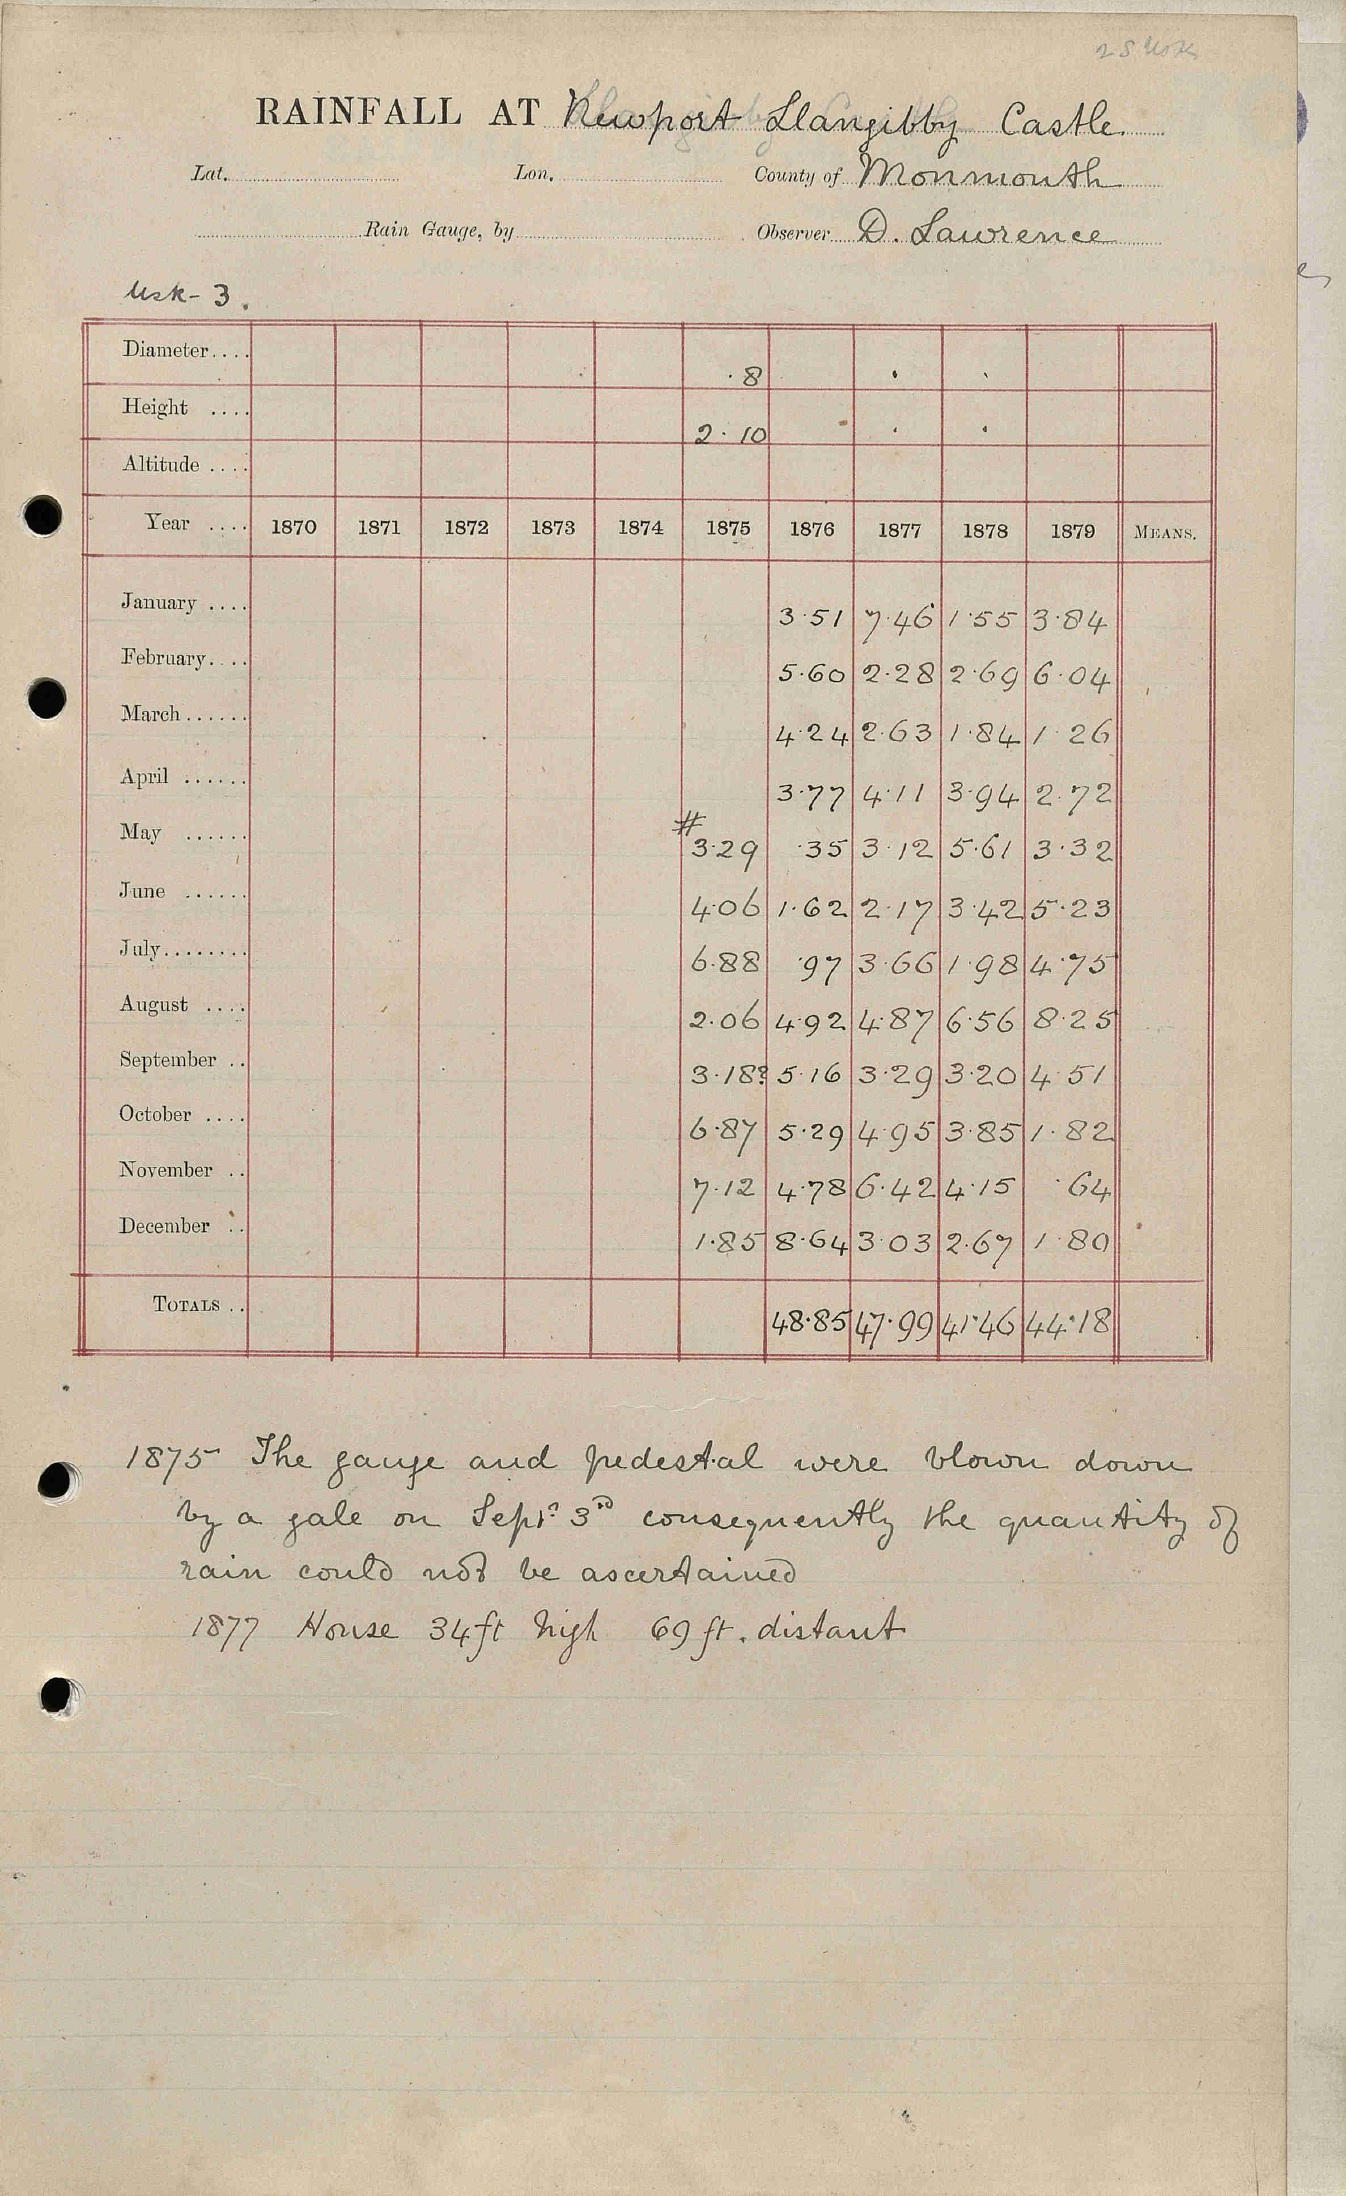 28 Usk
RAINFALL AT Newport Llangibby Castle
Lat. Lon. County of Monmouth
Rain Gauge, by Observer D. Lawrence
Usk-3.
Diameter.... ·8 · ·
Height .... 2·10 · ·
Altitude ....
Year .... 1870 1871 1872 1873 1874 1875 1876 1877 1878 1879 MEANS.
January .... 3·51 7·46 1·55 3·84
February.... 5·60 2·28 2·69 6·04
March...... 4·24 2·63 1·84 1·26
April ...... 3·77 4·11 3·94 2·72
May ...... # 3·29 ·35 3·12 5·61 3·32
June ...... 4·06 1·62 2·17 3·42 5·23
July........ 6·88 ·97 3·66 1·98 4·75
August .... 2·06 4·92 4·87 6·56 8·25
September .. 3·18? 5·16 3·29 3·20 4·51
October .... 6·87 5·29 4·95 3·85 1·82
November .. 7·12 4·78 6·42 4·15 ·64
December .. 1·85 8·64 3·03 2·67 1·80
TOTALS .. 48·85 47·99 41·46 44·18
1875 The gauge and pedestal were blown down
by a gale on Sept. 3rd consequently the quantity of
rain could not be ascertained
1877 House 34ft high 69 ft. distant